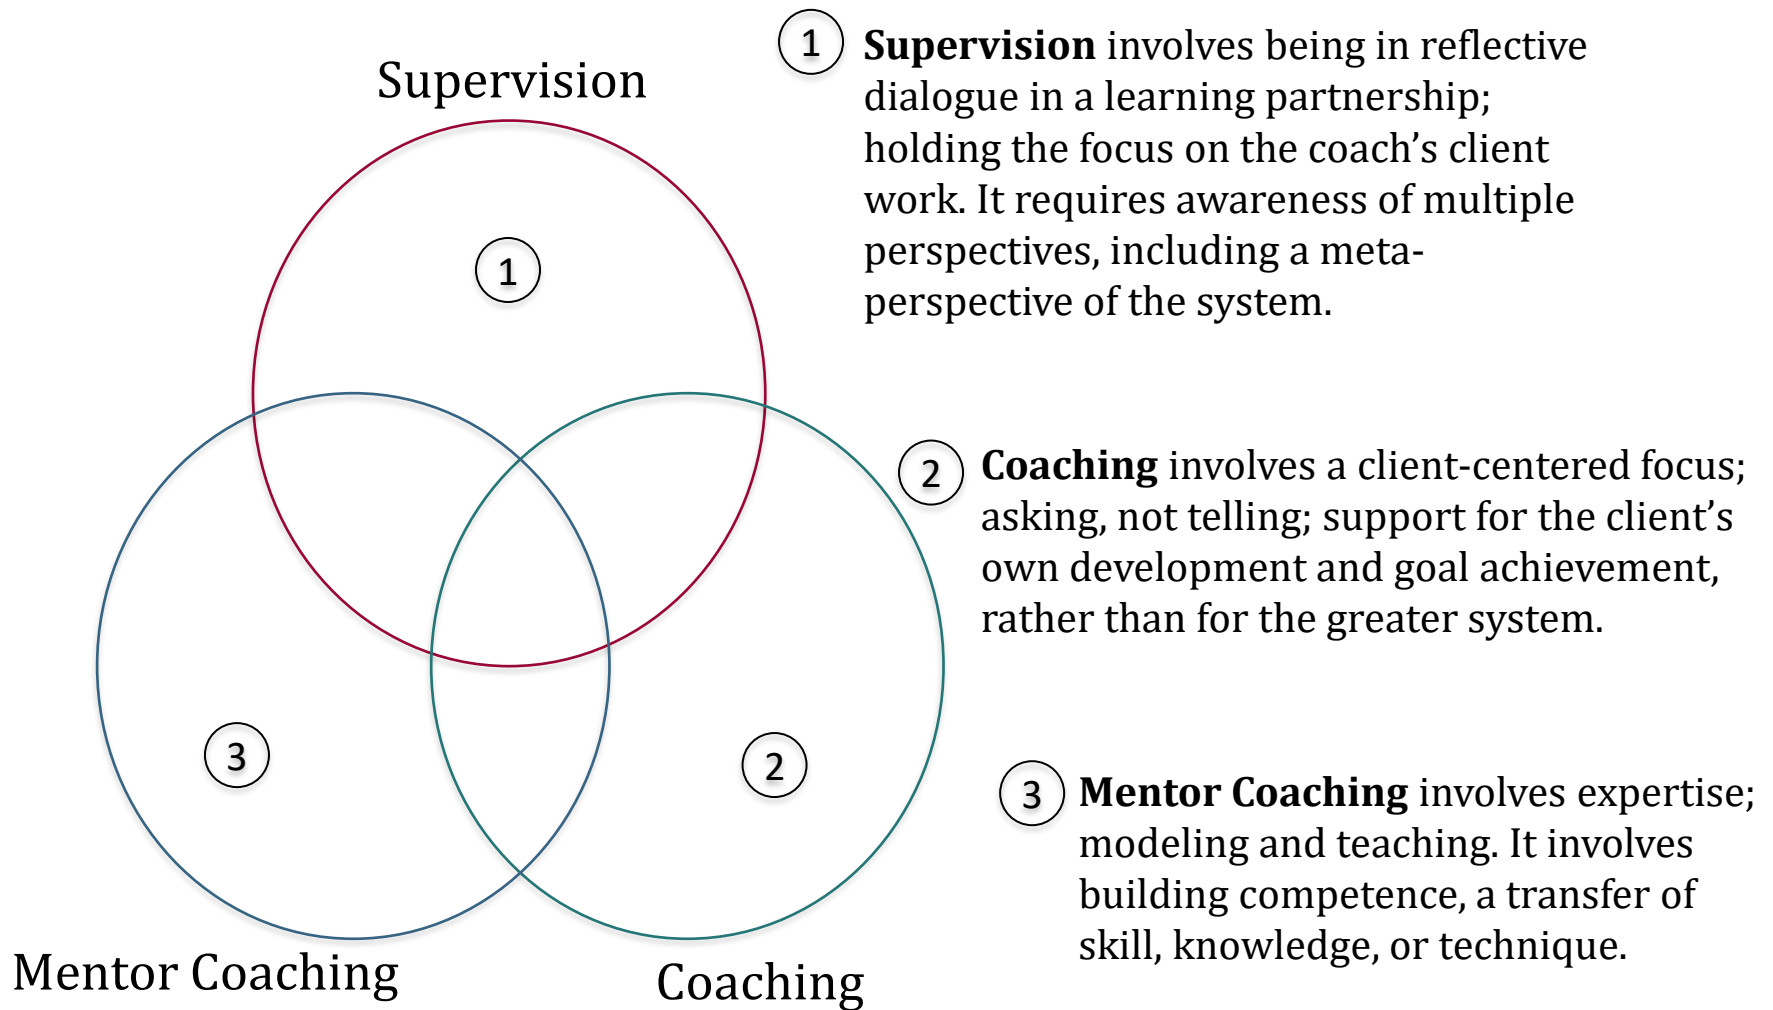 Supervision
1
3
2
Mentor Coaching
Coaching
1
Supervision involves being in reflective
dialogue in a learning partnership;
holding the focus on the coach’s client
work. It requires awareness of multiple
perspectives, including a meta-
perspective of the system.
2
Coaching involves a client-centered focus;
asking, not telling; support for the client’s
own development and goal achievement,
rather than for the greater system.
3
Mentor Coaching involves expertise;
modeling and teaching. It involves
building competence, a transfer of
skill, knowledge, or technique.